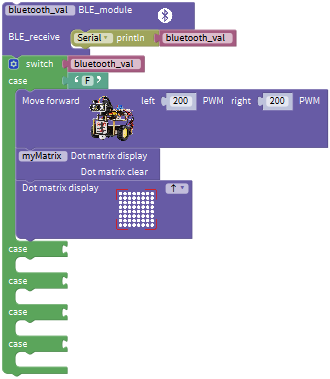 bluetooth_val BLE_module
BLE_receive Serial println bluetooth_val
switch bluetooth_val
case “ F ”
Move forward left 200 PWM right 200 PWM
myMatrix Dot matrix display
Dot matrix clear
Dot matrix display ↑
case
case
case
case